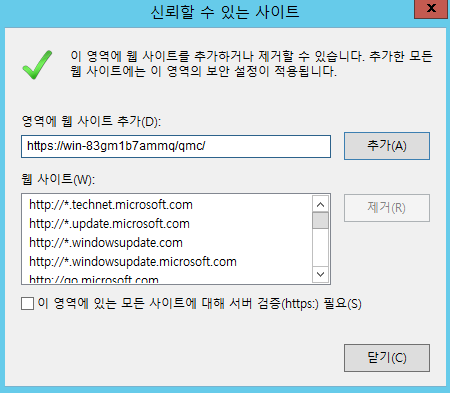 신뢰할 수 있는 사이트
x
이 영역에 웹 사이트를 추가하거나 제거할 수 있습니다. 추가한 모든
웹 사이트에는 이 영역의 보안 설정이 적용됩니다.
영역에 웹 사이트 추가(D):
https://win-83gm1b7ammq/qmc/
추가(A)
웹 사이트(W):
http://*.technet.microsoft.com
http://*.update.microsoft.com
http://*.windowsupdate.com
http://*.windowsupdate.microsoft.com
http://go.microsoft.com
제거(R)
이 영역에 있는 모든 사이트에 대해 서버 검증(https:) 필요(S)
닫기(C)